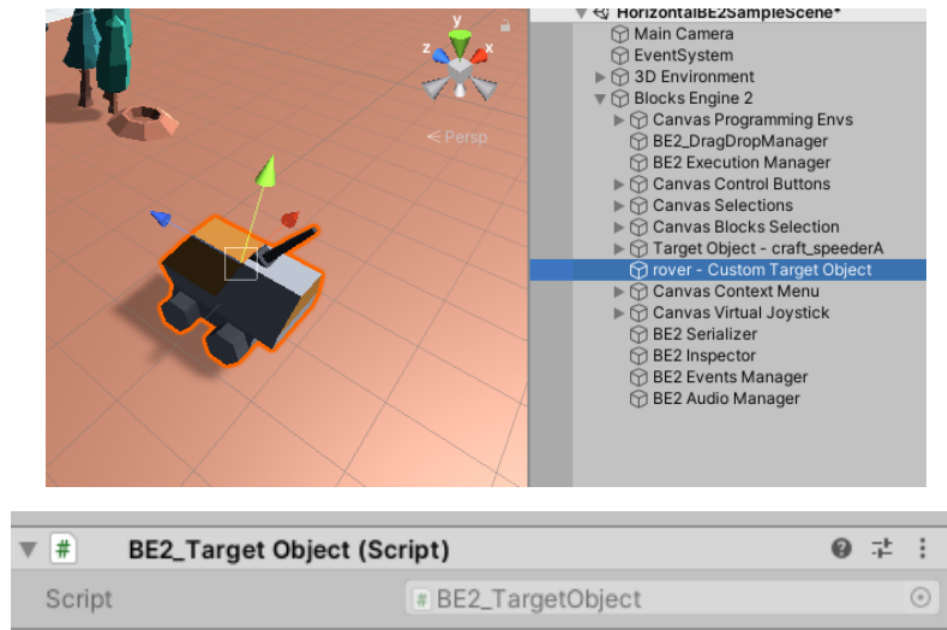 HorizontalBE2SampleScene*
y
z
x
Persp
Main Camera
EventSystem
3D Environment
Blocks Engine 2
Canvas Programming Envs
BE2_DragDropManager
BE2 Execution Manager
Canvas Control Buttons
Canvas Selections
Canvas Blocks Selection
Target Object - craft_speederA
rover - Custom Target Object
Canvas Context Menu
Canvas Virtual Joystick
BE2 Serializer
BE2 Inspector
BE2 Events Manager
BE2 Audio Manager
# BE2_Target Object (Script)
Script # BE2_TargetObject